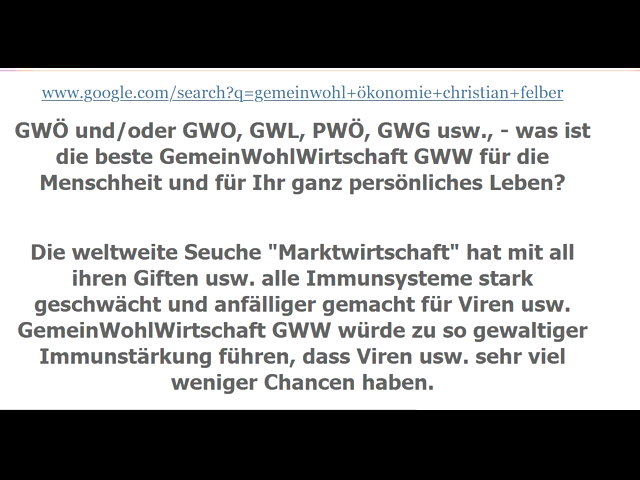 www.google.com/search?q=gemeinwohl+ökonomie+christian+felber
GWÖ und/oder GWO, GWL, PWÖ, GWG usw., - was ist
die beste GemeinWohlWirtschaft GWW für die
Menschheit und für Ihr ganz persönliches Leben?
Die weltweite Seuche "Marktwirtschaft" hat mit all
ihren Giften usw. alle Immunsysteme stark
geschwächt und anfälliger gemacht für Viren usw.
GemeinWohlWirtschaft GWW würde zu so gewaltiger
Immunstärkung führen, dass Viren usw. sehr viel
weniger Chancen haben.